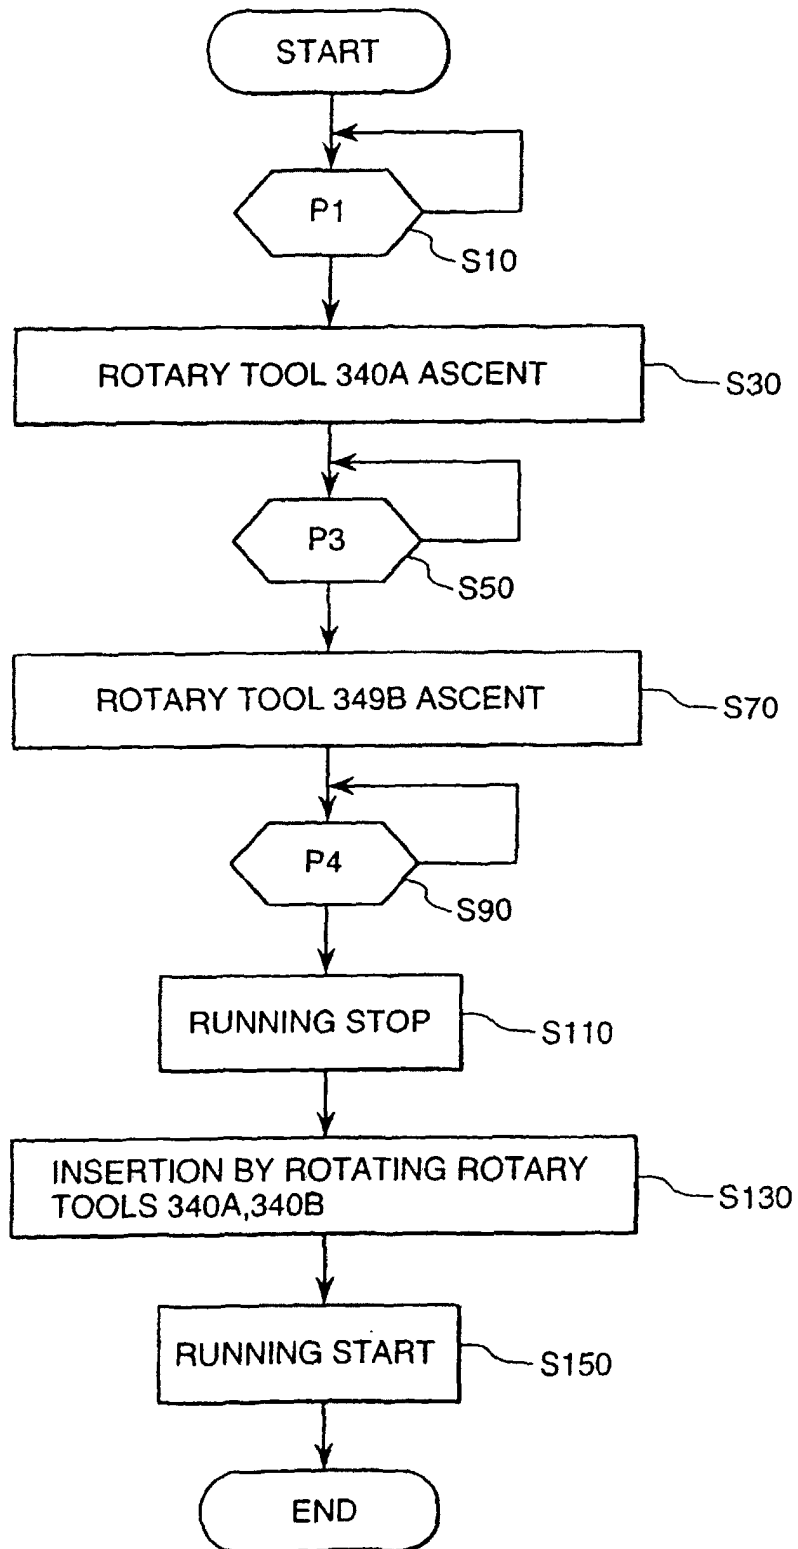 START
P1
S10
ROTARY TOOL 340A ASCENT
S30
P3
S50
ROTARY TOOL 349B ASCENT
S70
P4
S90
RUNNING STOP
S110
INSERTION BY ROTATING ROTARY
TOOLS 340A,340B
S130
RUNNING START
S150
END